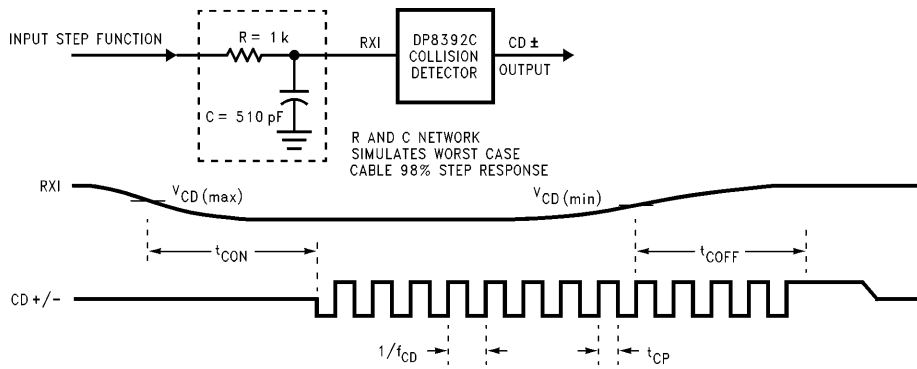 INPUT STEP FUNCTION
R = 1 k
RXI
DP8392C
COLLISION
DETECTOR
CD ±
OUTPUT
C = 510 pF
R AND C NETWORK
SIMULATES WORST CASE
CABLE 98% STEP RESPONSE
RXI
VCD (max)
VCD (min)
tCON
tCOFF
CD +/-
1/fCD
tCP